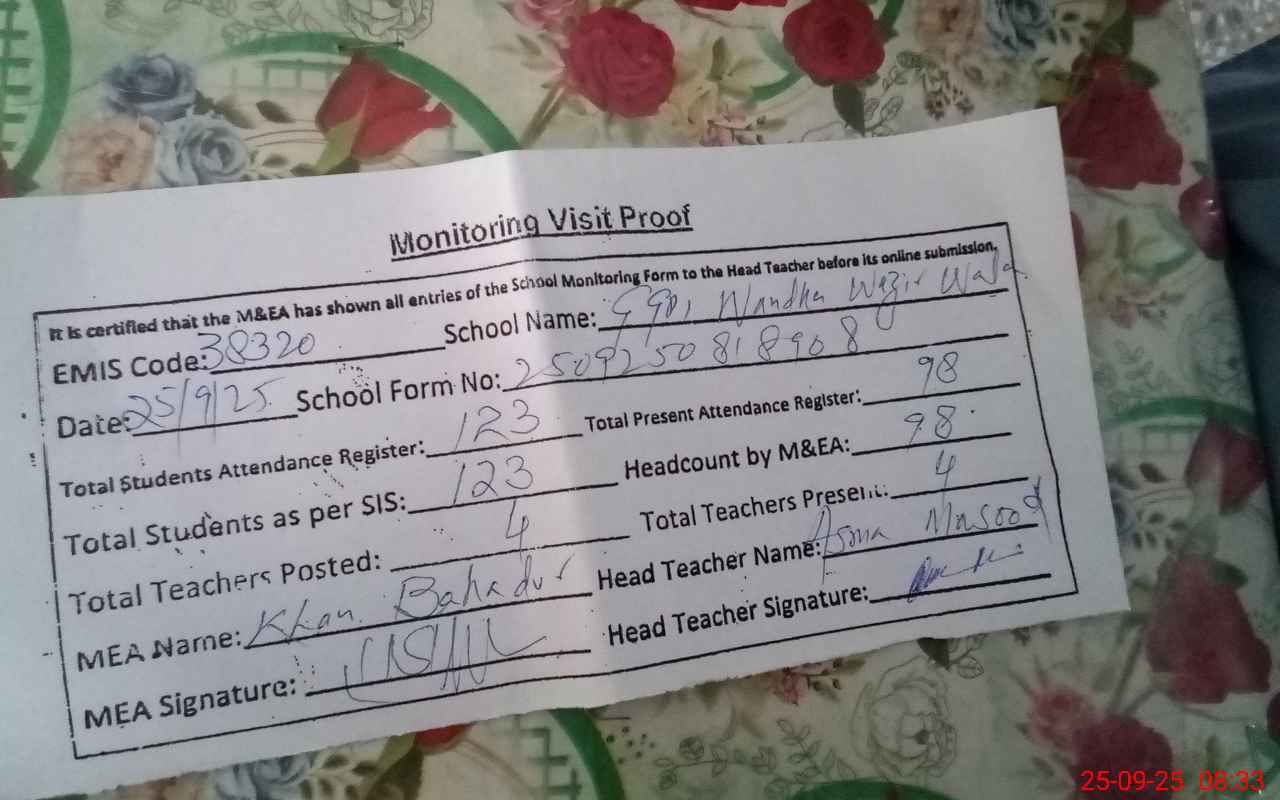 Monitoring Visit Proof
It is certified that the M&EA has shown all entries of the School Monitoring Form to the Head Teacher before its online submission.
EMIS Code: 38320 School Name: Wandha Wazir Wala
Date: 25/9/25 School Form No: 2509250818908
Total Students Attendance Register: 123 Total Present Attendance Register: 98
Total Students as per SIS: 123 Headcount by M&EA: 98
Total Teachers Posted: 4 Total Teachers Present: 4
MEA Name: Khan Bahadur Head Teacher Name: Asma Masood
MEA Signature: Head Teacher Signature:
25-09-25 08:33